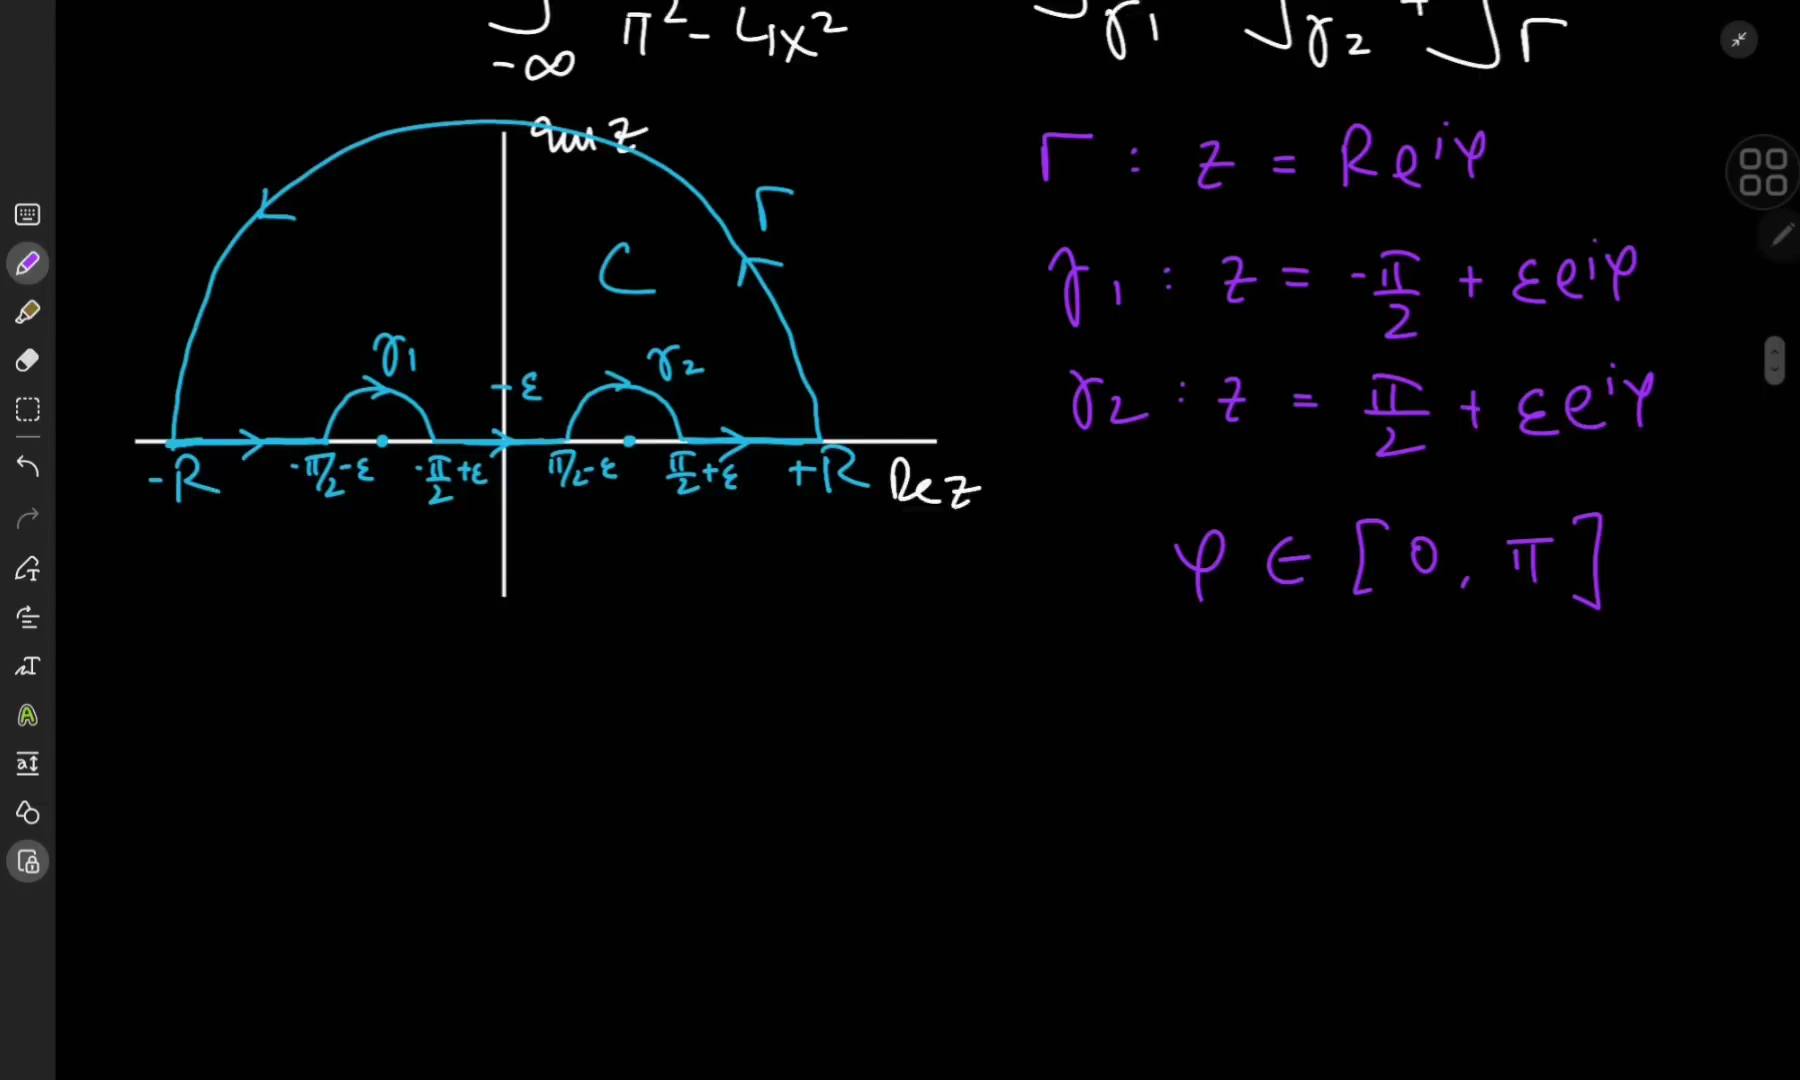 ∫_{-∞} π² - 4x² ∫_{γ1} ∫_{γ2} + ∫_Γ
Im z
Γ
C
γ1
γ2
ε
-R
-π/2-ε
-π/2+ε
π/2-ε
π/2+ε
+R
Re z
Γ : z = Re^{iφ}
γ1 : z = -π/2 + εe^{iφ}
γ2 : z = π/2 + εe^{iφ}
φ ∈ [0, π]